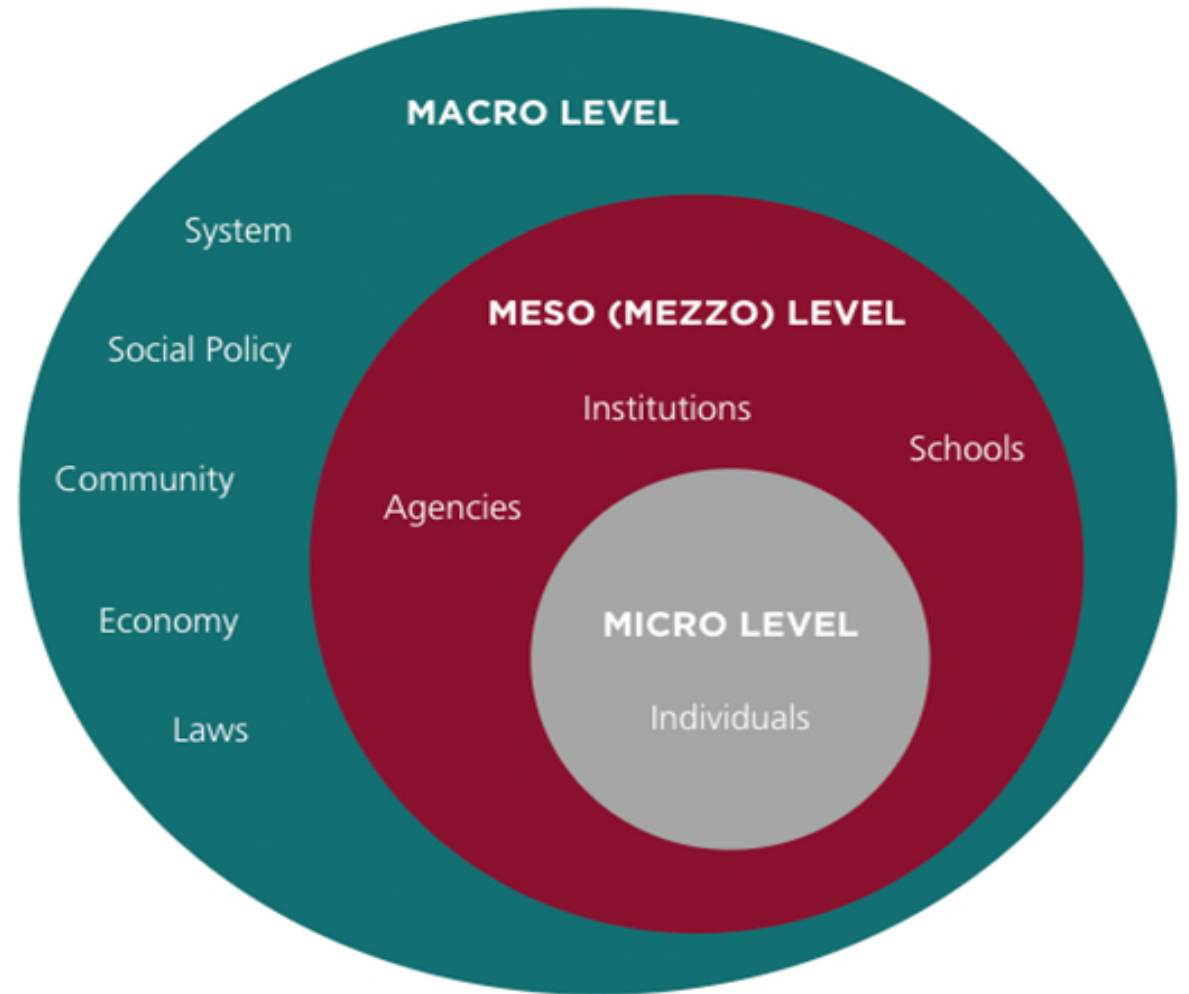 MACRO LEVEL
System
Social Policy
Community
Economy
Laws
MESO (MEZZO) LEVEL
Institutions
Schools
Agencies
MICRO LEVEL
Individuals